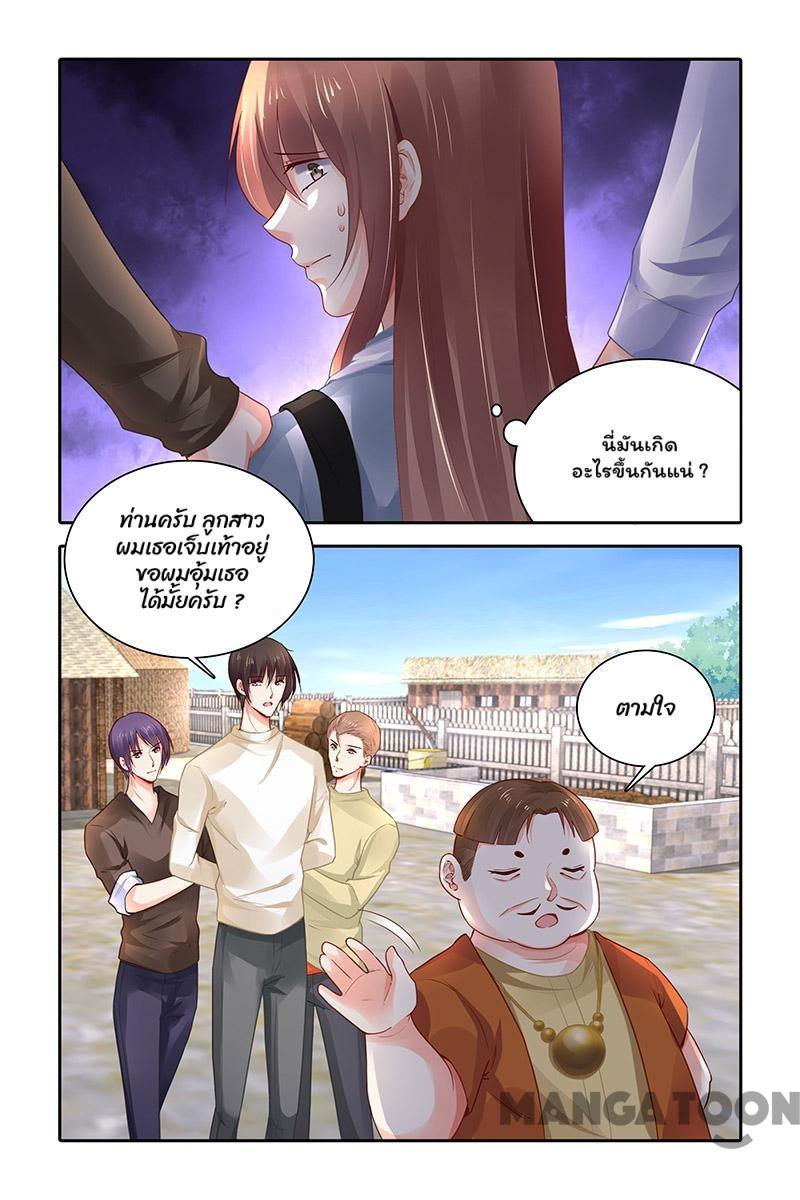 นี่มันเกิด
อะไรขึ้นกันแน่ ?
ท่านครับ ลูกสาว
ผมเธอเจ็บเท้าอยู่
ขอผมอุ้มเธอ
ได้มั้ยครับ ?
ตามใจ
MANGATOON